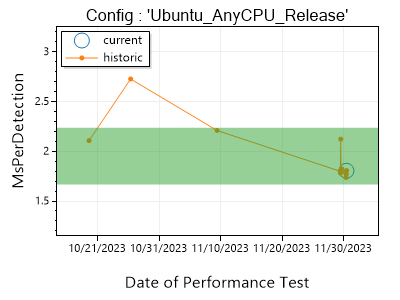 Config : 'Ubuntu_AnyCPU_Release'
current
historic
MsPerDetection
3
2.5
2
1.5
10/21/2023 10/31/2023 11/10/2023 11/20/2023 11/30/2023
Date of Performance Test